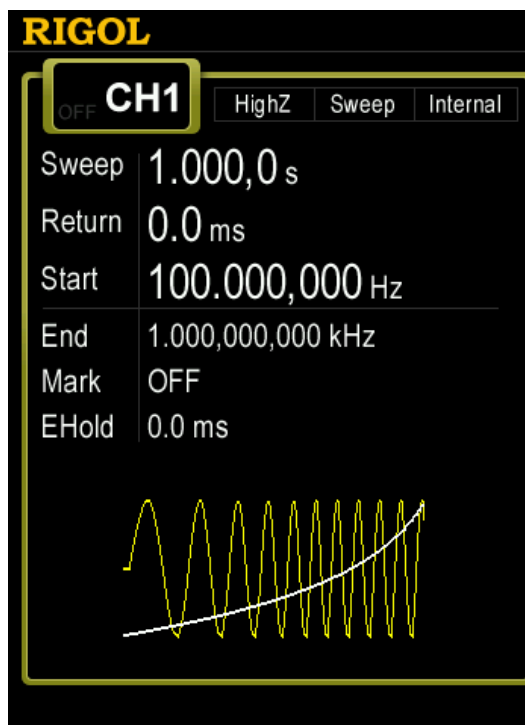 RIGOL
OFF CH1 HighZ Sweep Internal
Sweep 1.000,0 s
Return 0.0 ms
Start 100.000,000 Hz
End 1.000,000,000 kHz
Mark OFF
EHold 0.0 ms